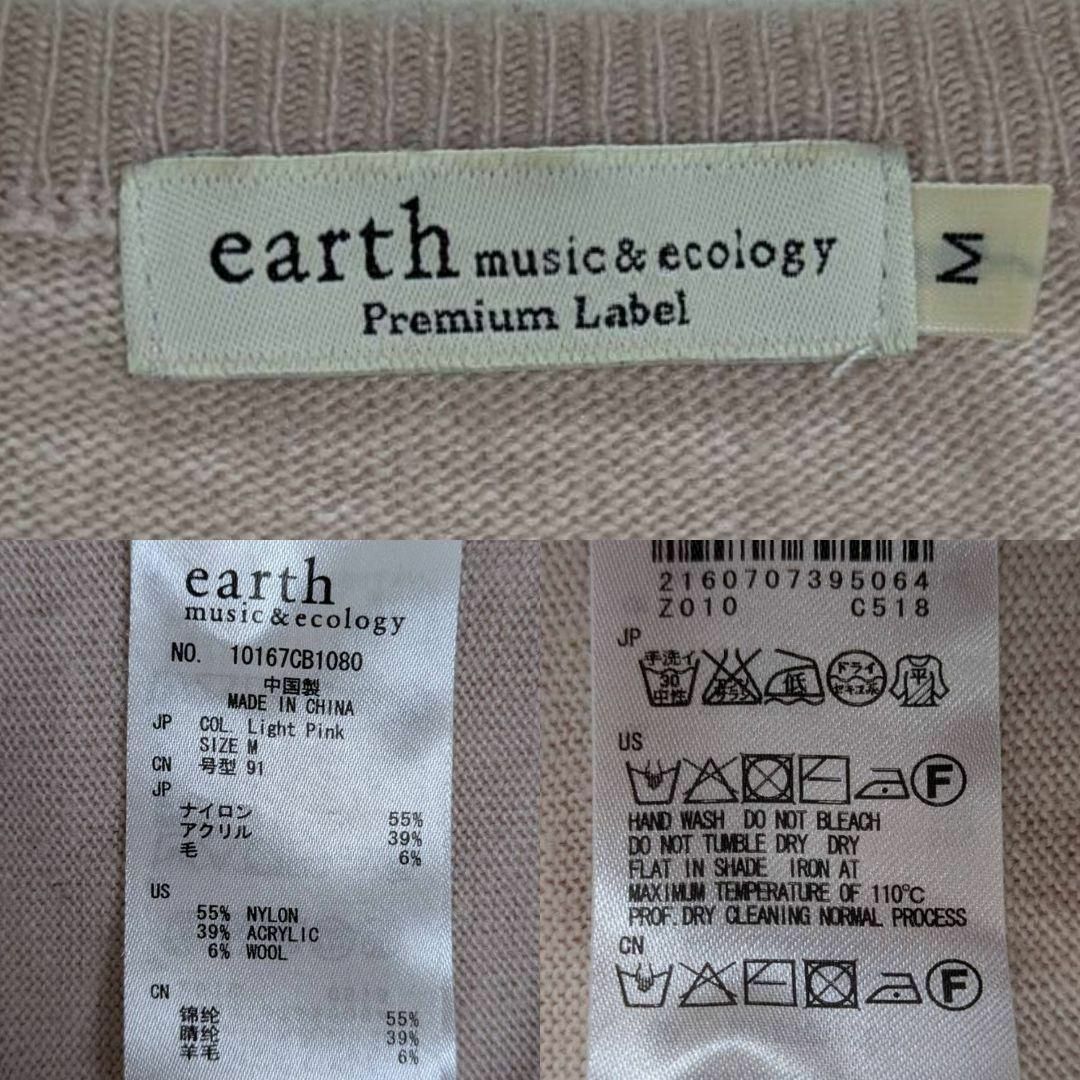 earth music & ecology
Premium Label
M
earth
music & ecology
NO. 10167CB1080
中国製
MADE IN CHINA
JP COL. Light Pink
SIZE M
CN 号型 91
JP
ナイロン 55%
アクリル 39%
毛 6%
US
55% NYLON
39% ACRYLIC
6% WOOL
CN
锦纶 55%
腈纶 39%
羊毛 6%
2160707395064
Z010 C518
JP
手洗イ 30 中性 低 ドライ セキユ系 平
US
F
HAND WASH DO NOT BLEACH
DO NOT TUMBLE DRY DRY
FLAT IN SHADE IRON AT
MAXIMUM TEMPERATURE OF 110℃
PROF. DRY CLEANING NORMAL PROCESS
CN
F